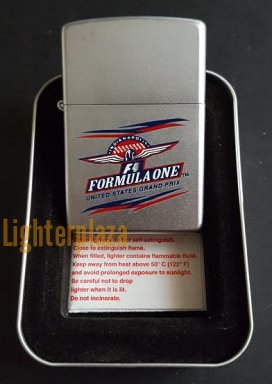 INDIANAPOLIS
F1
FORMULA ONE™
UNITED STATES GRAND PRIX
Lighterplaza
self-extinguish.
Close to extinguish flame.
When filled, lighter contains flammable fluid.
Keep away from heat above 50° C (122° F)
and avoid prolonged exposure to sunlight.
Be careful not to drop
lighter when it is lit.
Do not incinerate.